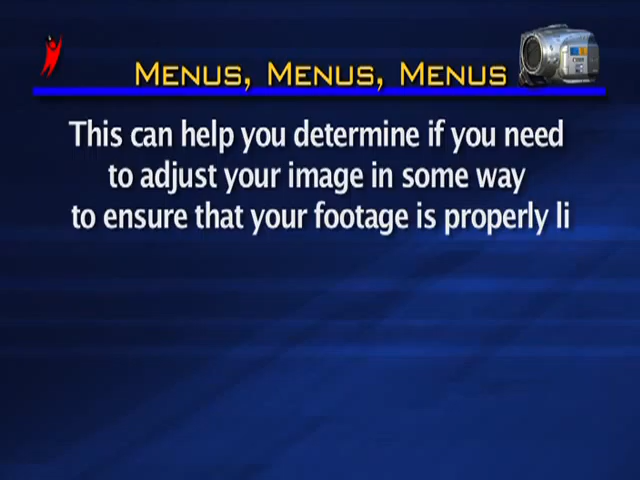 Menus, Menus, Menus
This can help you determine if you need
to adjust your image in some way
to ensure that your footage is properly li